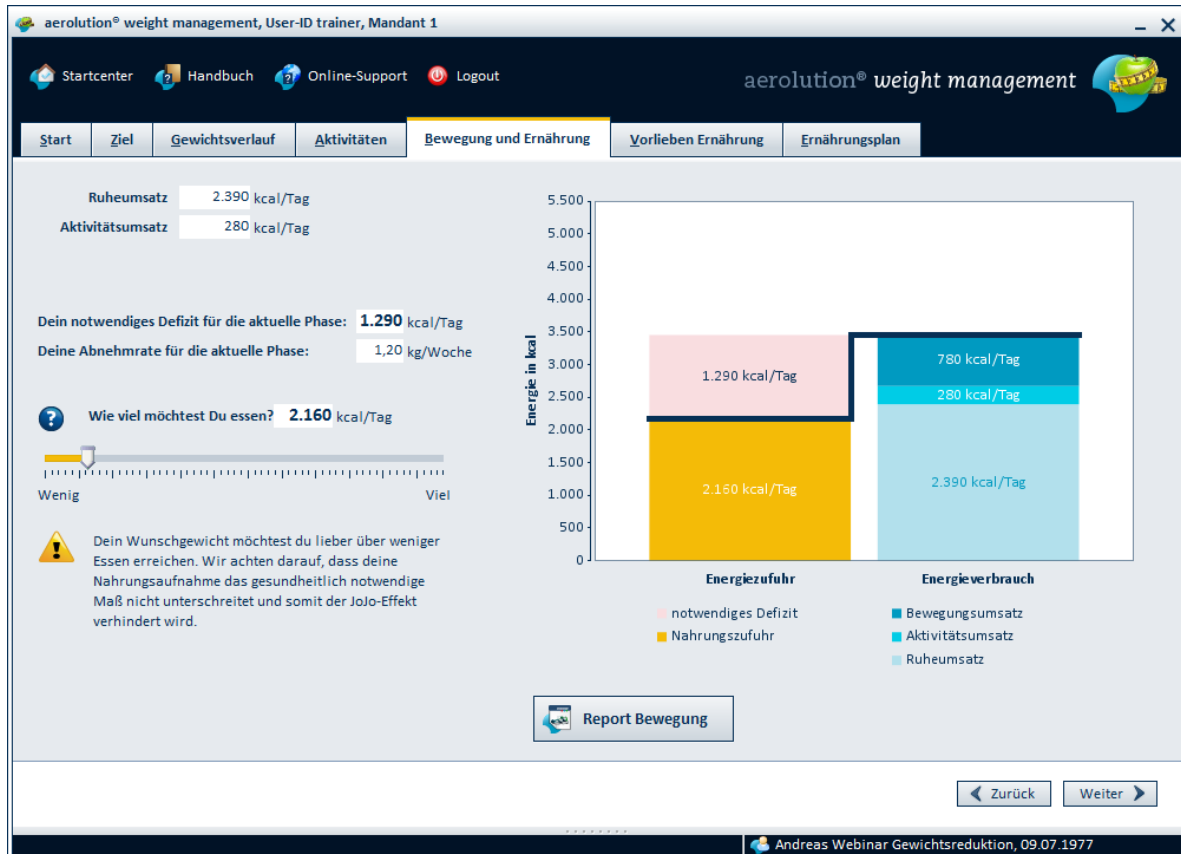 aerolution® weight management, User-ID trainer, Mandant 1
Startcenter
Handbuch
Online-Support
Logout
aerolution® weight management
Start
Ziel
Gewichtsverlauf
Aktivitäten
Bewegung und Ernährung
Vorlieben Ernährung
Ernährungsplan
Ruheumsatz 2.390 kcal/Tag
Aktivitätsumsatz 280 kcal/Tag
Dein notwendiges Defizit für die aktuelle Phase: 1.290 kcal/Tag
Deine Abnehmrate für die aktuelle Phase: 1,20 kg/Woche
Wie viel möchtest Du essen? 2.160 kcal/Tag
Wenig
Viel
Dein Wunschgewicht möchtest du lieber über weniger
Essen erreichen. Wir achten darauf, dass deine
Nahrungsaufnahme das gesundheitlich notwendige
Maß nicht unterschreitet und somit der JoJo-Effekt
verhindert wird.
Energie in kcal
5.500
5.000
4.500
4.000
3.500
3.000
2.500
2.000
1.500
1.000
500
0
1.290 kcal/Tag
2.160 kcal/Tag
780 kcal/Tag
280 kcal/Tag
2.390 kcal/Tag
Energiezufuhr
Energieverbrauch
notwendiges Defizit
Nahrungszufuhr
Bewegungsumsatz
Aktivitätsumsatz
Ruheumsatz
Report Bewegung
Zurück
Weiter
Andreas Webinar Gewichtsreduktion, 09.07.1977